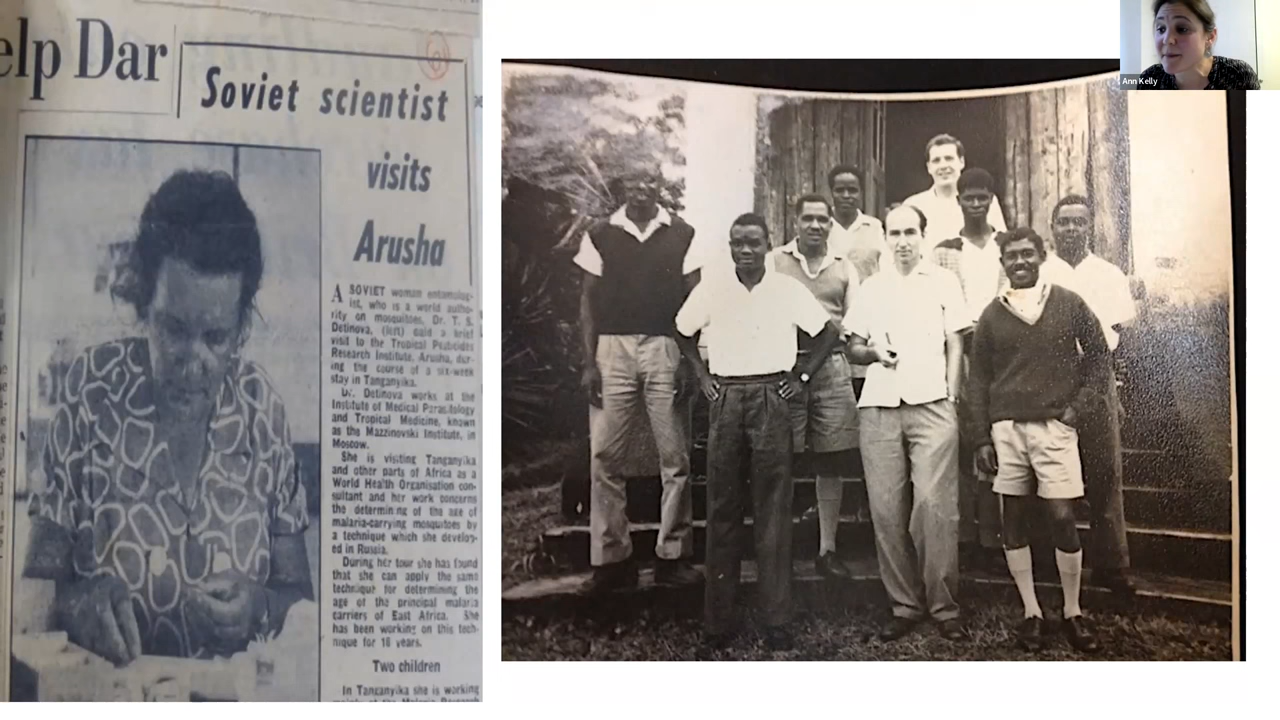 elp Dar
Soviet scientist
visits
Arusha
A SOVIET woman entomolog-
ist, who is a world autho-
rity on mosquitoes, Dr. T. S.
Detinova, (left) paid a brief
visit to the Tropical Pesticides
Research Institute, Arusha, dur-
ing the course of a six-week
stay in Tanganyika.
Dr. Detinova works at the
Institute of Medical Parasitology
and Tropical Medicine, known
as the Mazzinovski Institute, in
Moscow.
She is visiting Tanganyika
and other parts of Africa as a
World Health Organisation con-
sultant and her work concerns
the determining of the age of
malaria-carrying mosquitoes by
a technique which she develop-
ed in Russia.
During her tour she has found
that she can apply the same
technique for determining the
age of the principal malaria
carriers of East Africa. She
has been working on this tech-
nique for 18 years.
Two children
In Tanganyika she is working
Ann Kelly